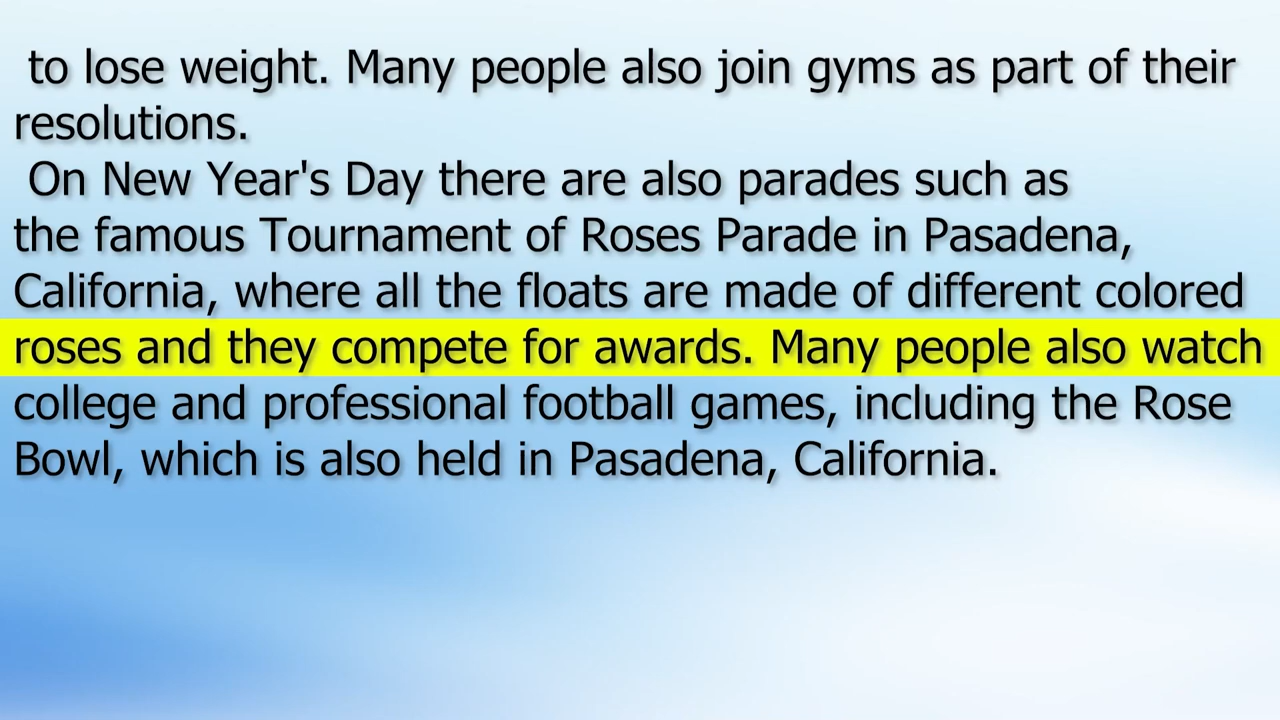 to lose weight. Many people also join gyms as part of their
resolutions.
On New Year's Day there are also parades such as
the famous Tournament of Roses Parade in Pasadena,
California, where all the floats are made of different colored
roses and they compete for awards. Many people also watch
college and professional football games, including the Rose
Bowl, which is also held in Pasadena, California.